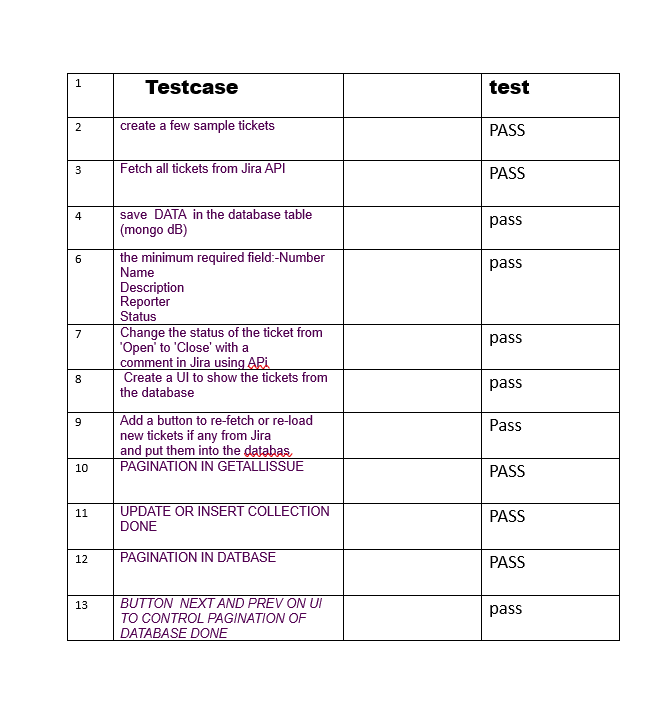 1 Testcase test
2 create a few sample tickets PASS
3 Fetch all tickets from Jira API PASS
4 save DATA in the database table pass
(mongo dB)
6 the minimum required field:-Number pass
Name
Description
Reporter
Status
7 Change the status of the ticket from pass
'Open' to 'Close' with a
comment in Jira using APi
8 Create a UI to show the tickets from pass
the database
9 Add a button to re-fetch or re-load Pass
new tickets if any from Jira
and put them into the databas
10 PAGINATION IN GETALLISSUE PASS
11 UPDATE OR INSERT COLLECTION PASS
DONE
12 PAGINATION IN DATBASE PASS
13 BUTTON NEXT AND PREV ON UI pass
TO CONTROL PAGINATION OF
DATABASE DONE